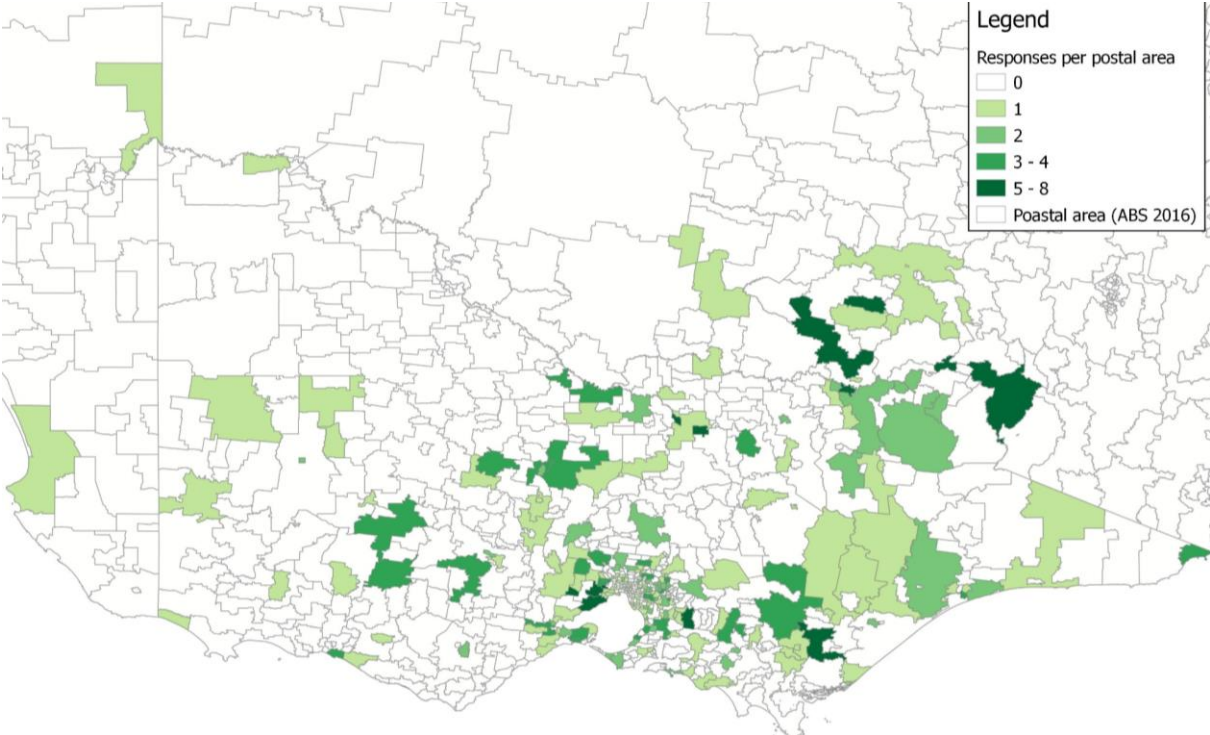 Legend
Responses per postal area
0
1
2
3 - 4
5 - 8
Poastal area (ABS 2016)